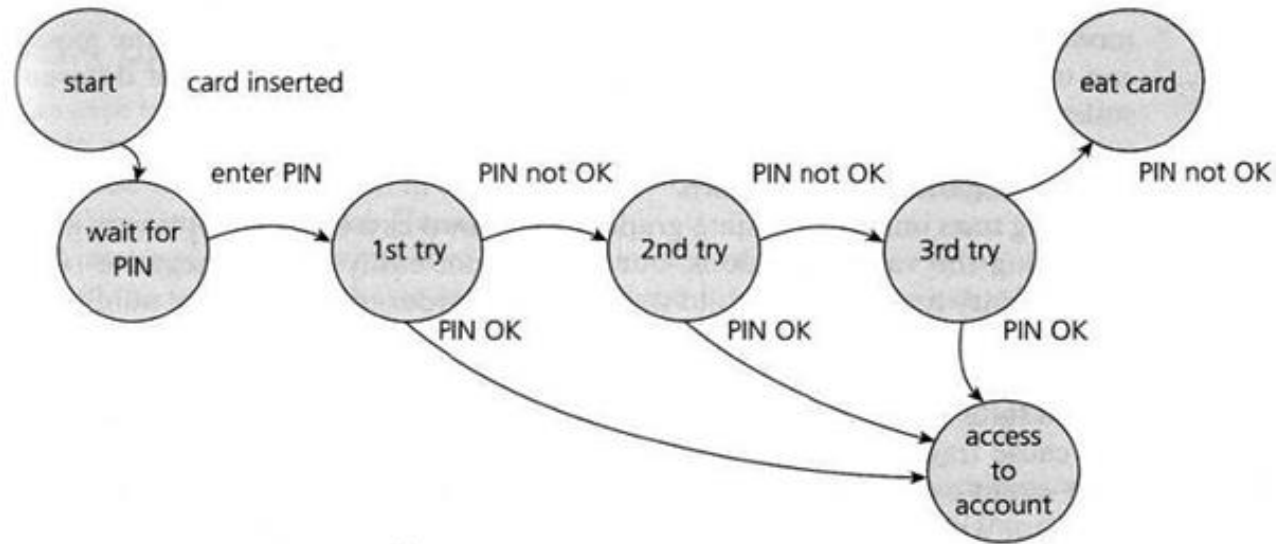 start
card inserted
eat card
enter PIN
PIN not OK
PIN not OK
PIN not OK
wait for
PIN
1st try
2nd try
3rd try
PIN OK
PIN OK
PIN OK
access
to
account